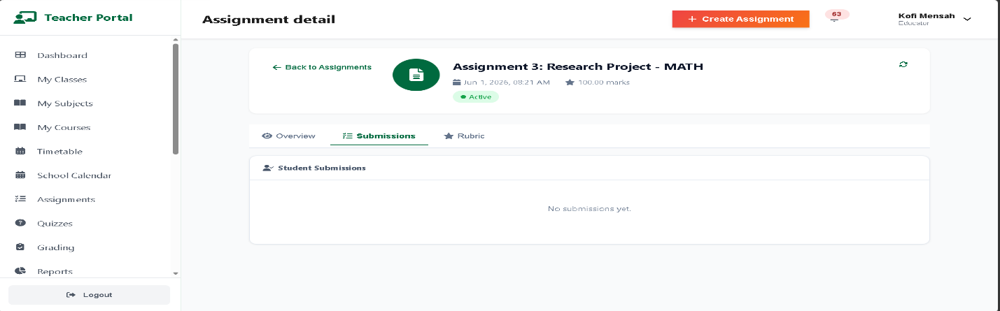 Teacher Portal
Dashboard
My Classes
My Subjects
My Courses
Timetable
School Calendar
Assignments
Quizzes
Grading
Reports
Logout
Assignment detail
Create Assignment
63
Kofi Mensah
Educator
Back to Assignments
Assignment 3: Research Project - MATH
Jun 1, 2026, 08:21 AM 100.00 marks
Active
Overview Submissions Rubric
Student Submissions
No submissions yet.